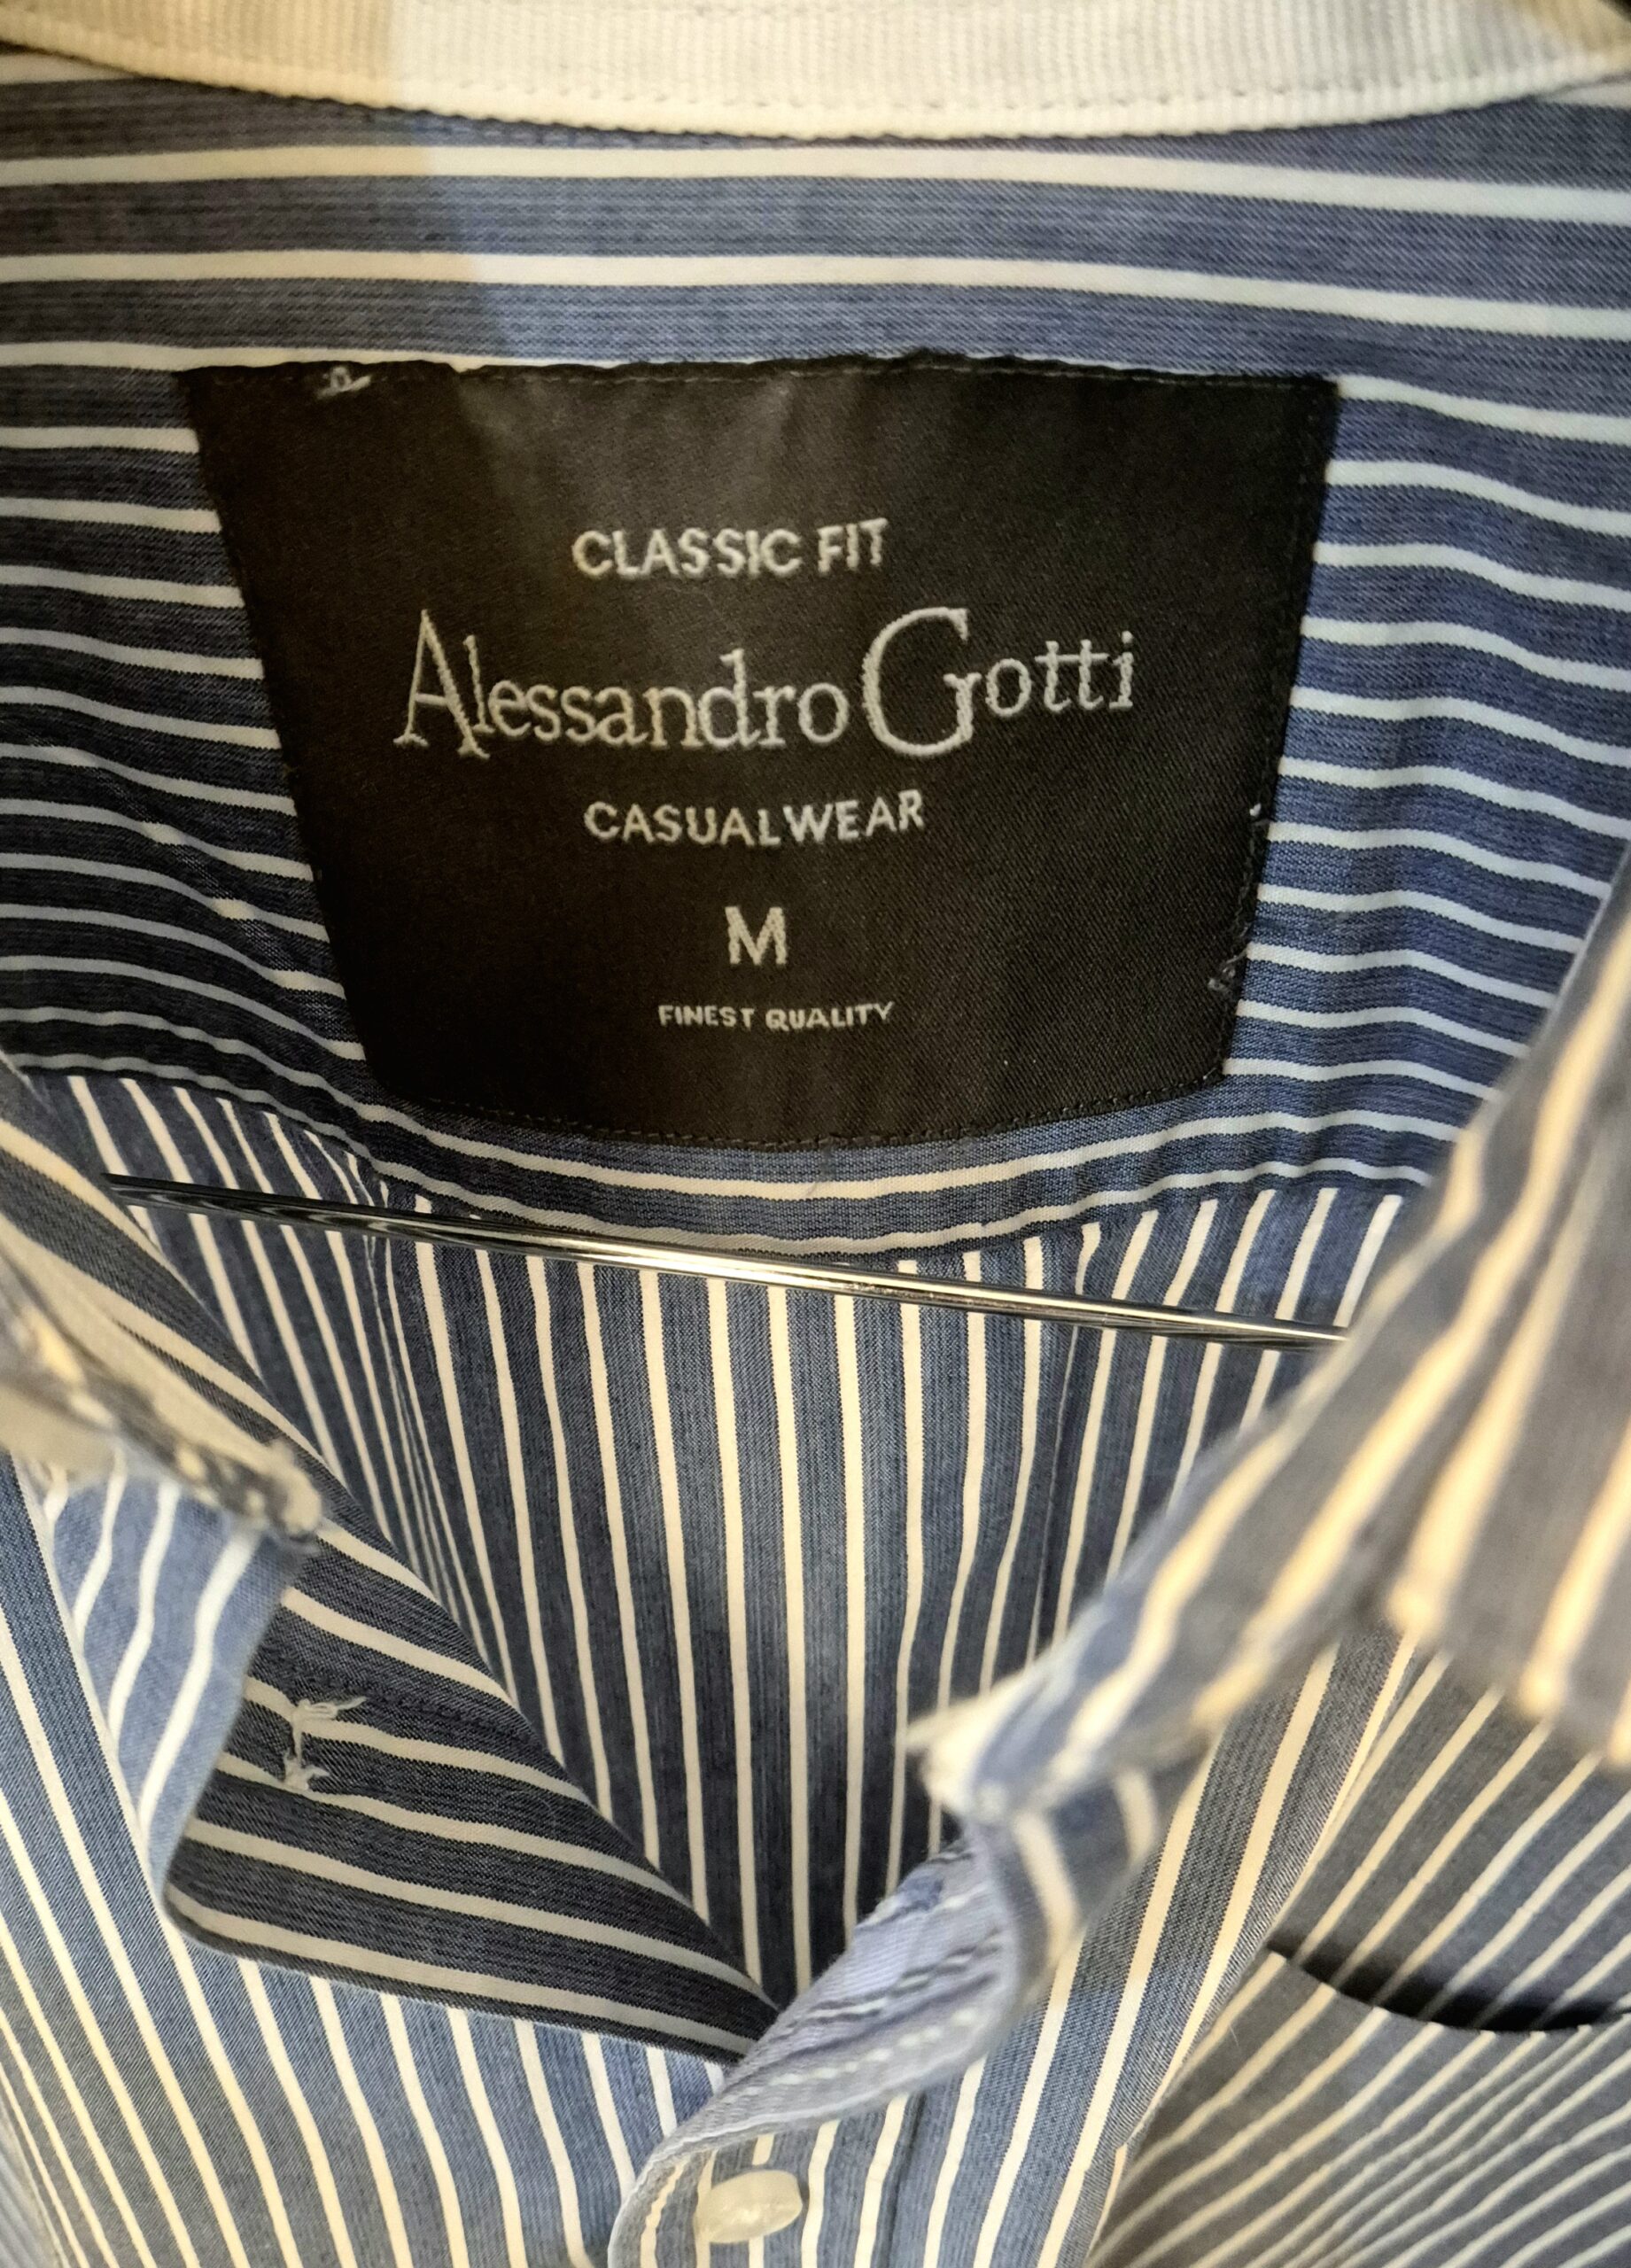 CLASSIC FIT
Alessandro Gotti
CASUALWEAR
M
FINEST QUALITY